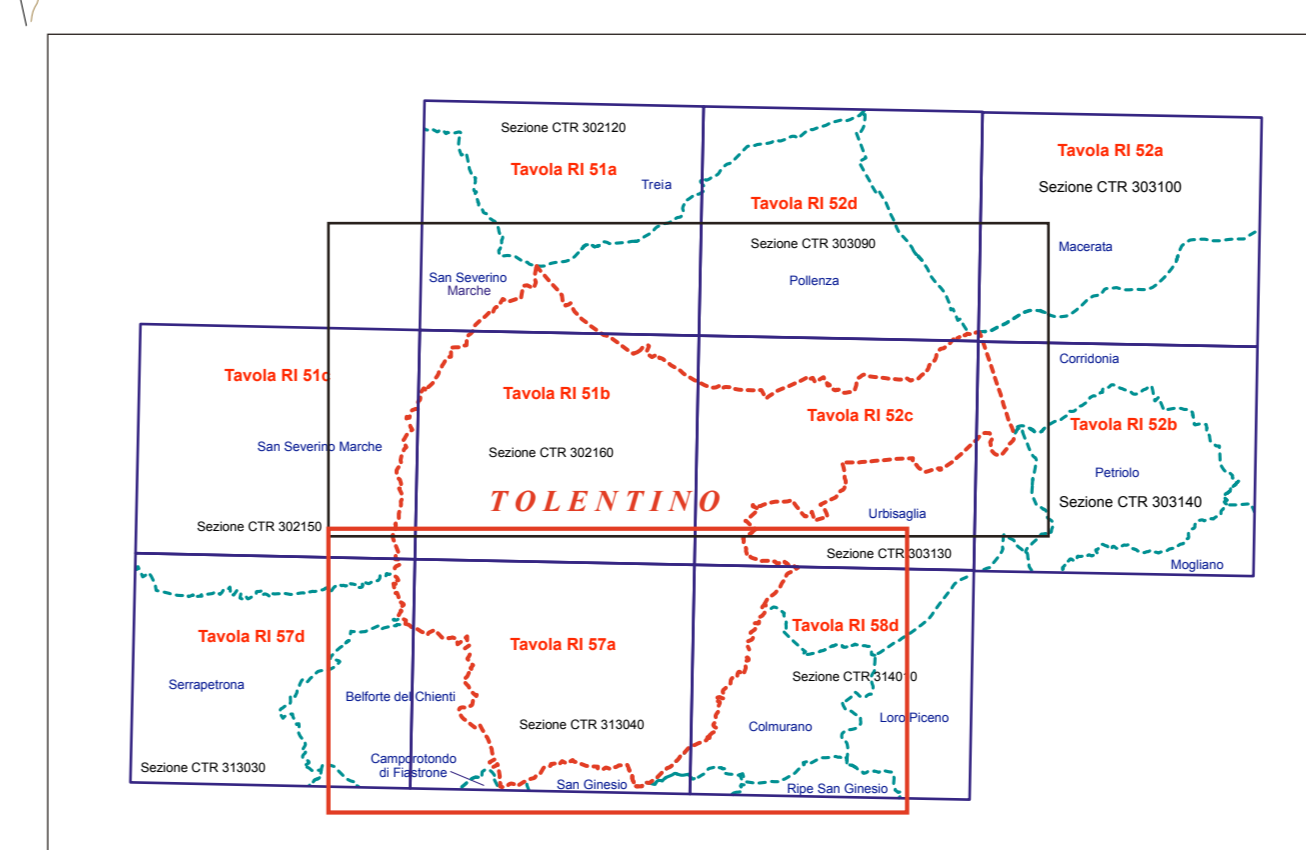 Sezione CTR 302120
Tavola RI 51a
Treia
San Severino
Marche
Tavola RI 52d
Sezione CTR 303090
Pollenza
Tavola RI 52a
Sezione CTR 303100
Macerata
Tavola RI 51c
San Severino Marche
Sezione CTR 302150
Tavola RI 51b
Sezione CTR 302160
TOLENTINO
Tavola RI 52c
Urbisaglia
Sezione CTR 303130
Corridonia
Tavola RI 52b
Petriolo
Sezione CTR 303140
Mogliano
Tavola RI 57d
Serrapetrona
Belforte del Chienti
Sezione CTR 313030
Camporotondo
di Fiastrone
Tavola RI 57a
Sezione CTR 313040
San Ginesio
Tavola RI 58d
Sezione CTR 314010
Colmurano
Loro Piceno
Ripe San Ginesio